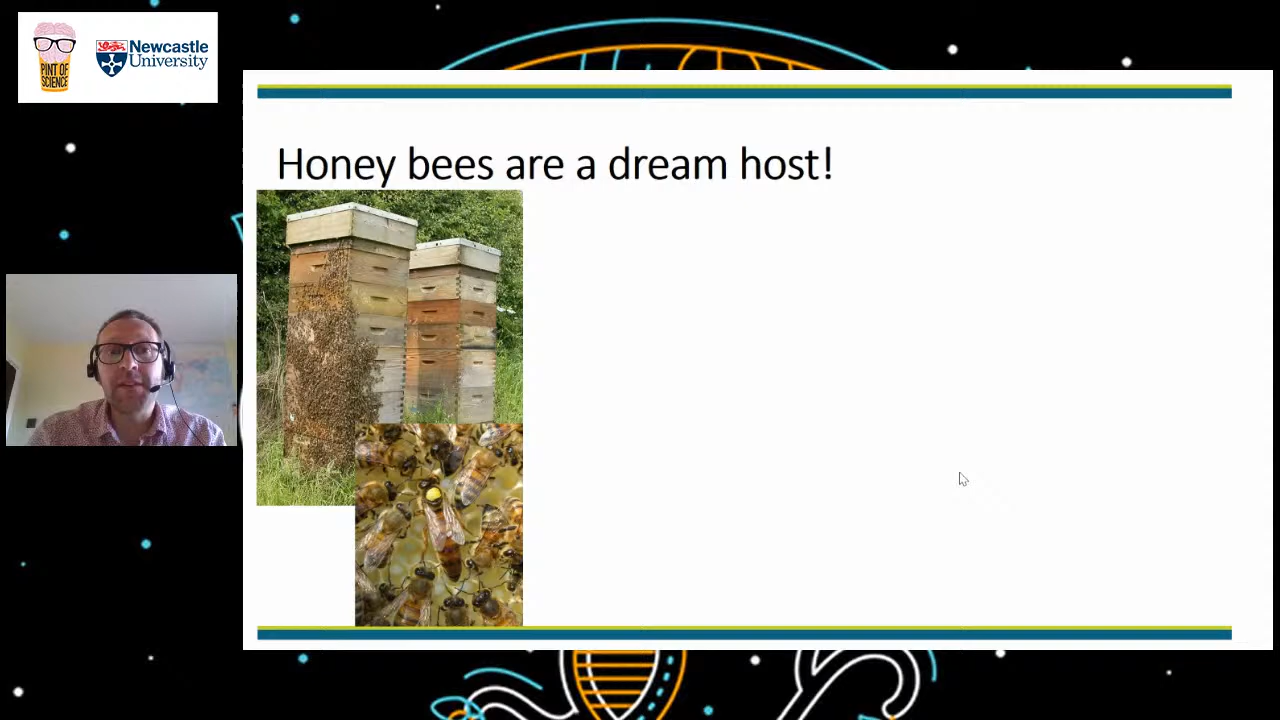 PINT OF
SCIENCE
Newcastle
University
Honey bees are a dream host!